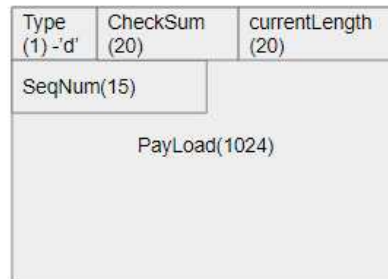 Type CheckSum currentLength
(1) -'d' (20) (20)
SeqNum(15)
PayLoad(1024)